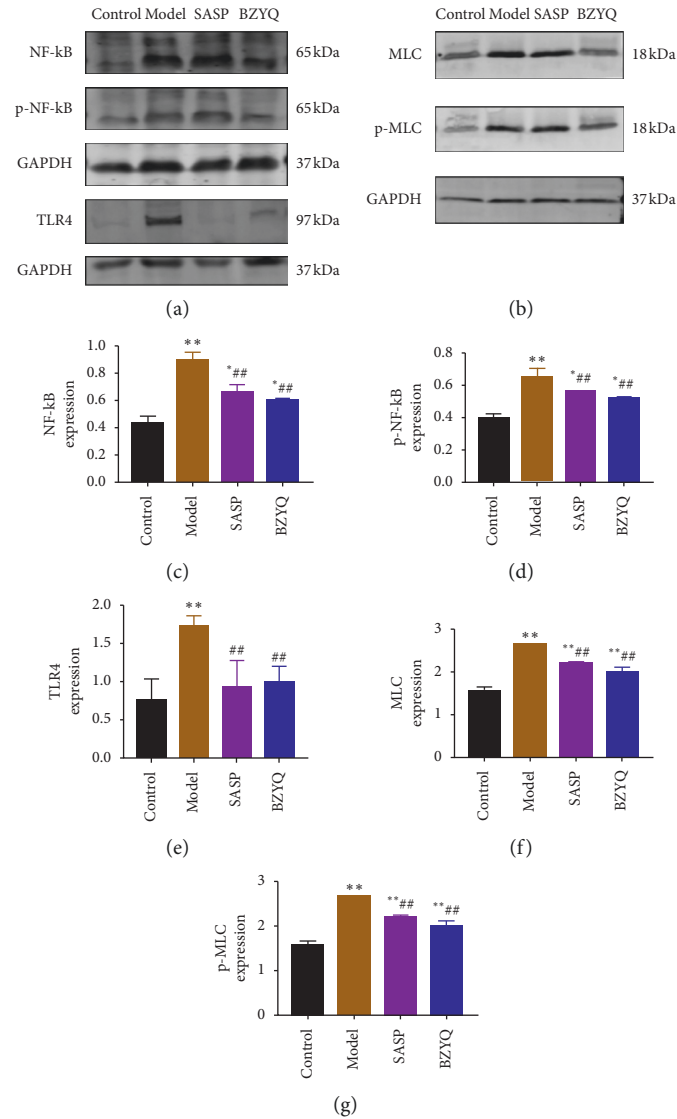 Control Model SASP BZYQ
NF-kB 65 kDa
p-NF-kB 65 kDa
GAPDH 37 kDa
TLR4 97 kDa
GAPDH 37 kDa
(a)
Control Model SASP BZYQ
MLC 18 kDa
p-MLC 18 kDa
GAPDH 37 kDa
(b)
NF-kB
expression
1.0
0.8
0.6
0.4
0.2
0.0
**
*##
*##
Control
Model
SASP
BZYQ
(c)
p-NF-kB
expression
0.8
0.6
0.4
0.2
0.0
**
*##
*##
Control
Model
SASP
BZYQ
(d)
TLR4
expression
2.0
1.5
1.0
0.5
0.0
**
##
##
Control
Model
SASP
BZYQ
(e)
MLC
expression
3
2
1
0
**
**##
**##
Control
Model
SASP
BZYQ
(f)
p-MLC
expression
3
2
1
0
**
**##
**##
Control
Model
SASP
BZYQ
(g)